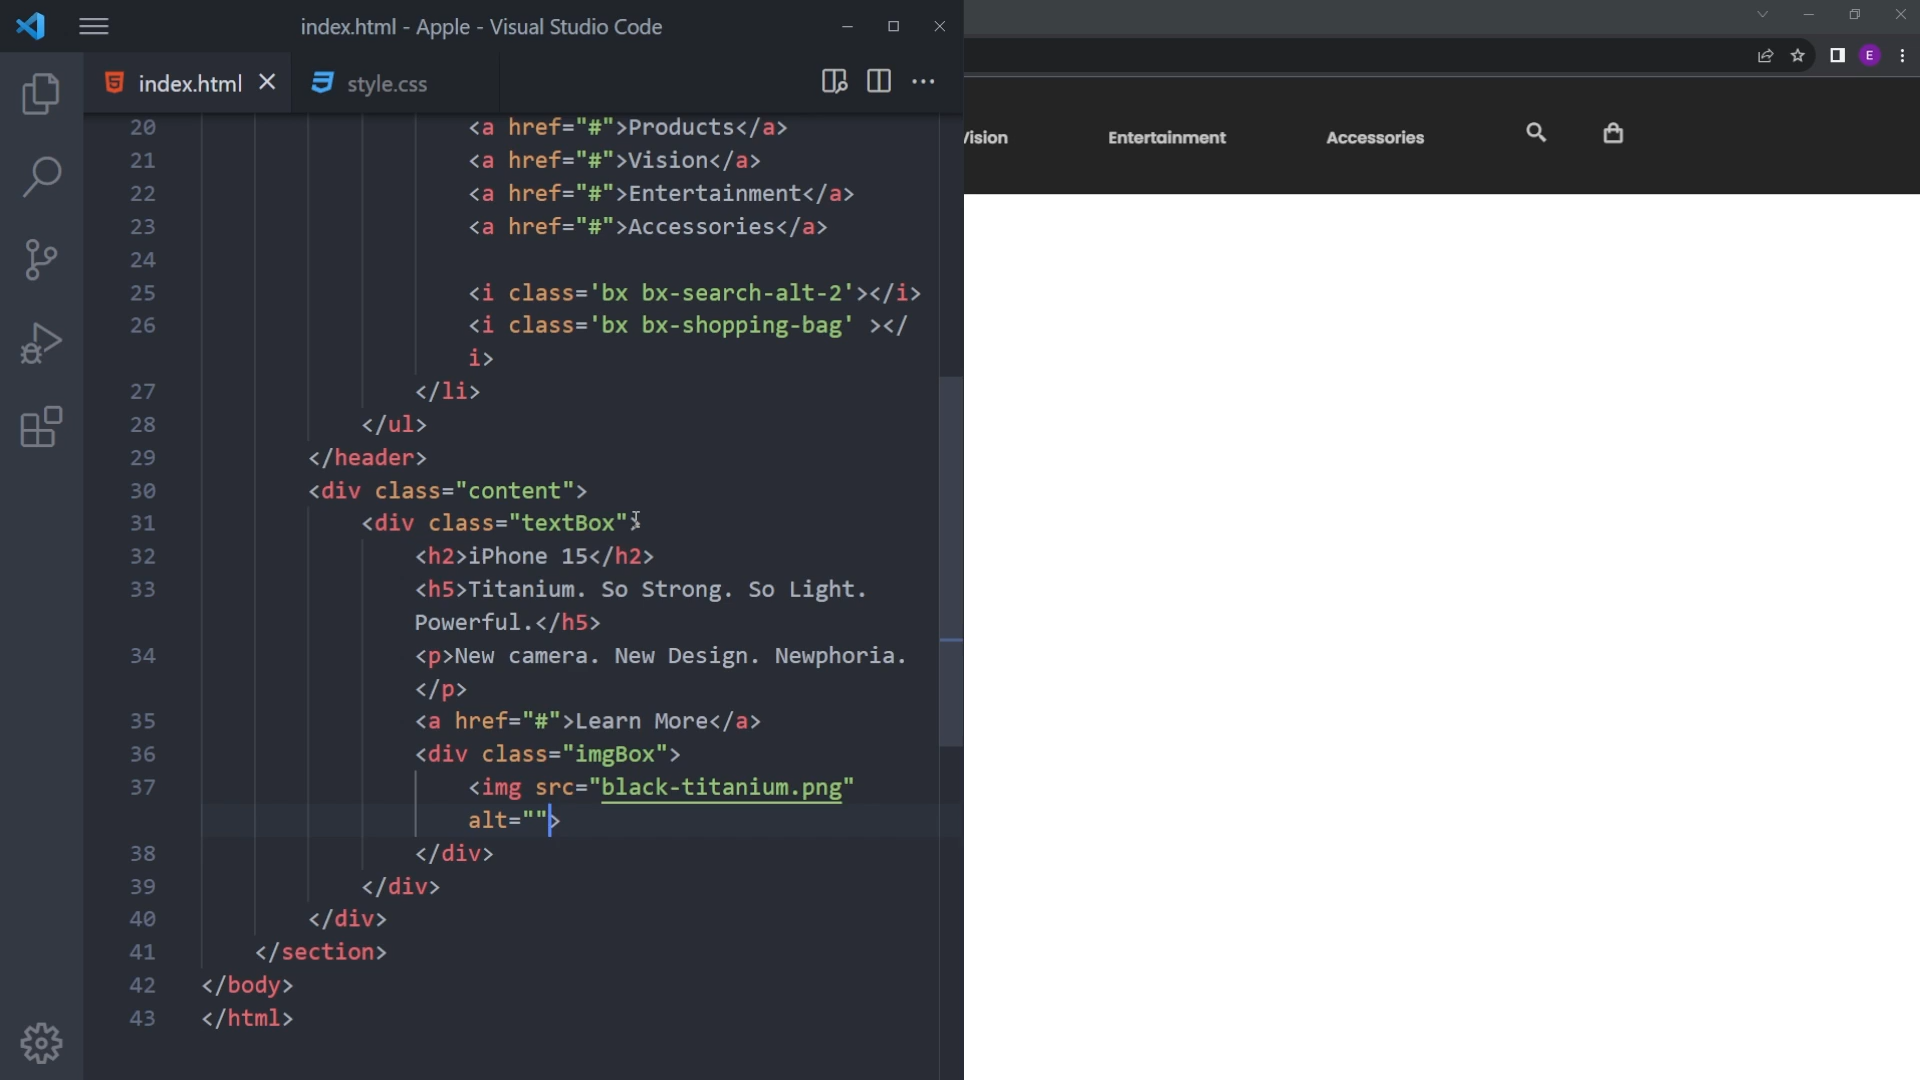 index.html - Apple - Visual Studio Code
index.html
style.css
20 <a href="#">Products</a>
21 <a href="#">Vision</a>
22 <a href="#">Entertainment</a>
23 <a href="#">Accessories</a>
24
25 <i class='bx bx-search-alt-2'></i>
26 <i class='bx bx-shopping-bag' ></
i>
27 </li>
28 </ul>
29 </header>
30 <div class="content">
31 <div class="textBox">
32 <h2>iPhone 15</h2>
33 <h5>Titanium. So Strong. So Light.
Powerful.</h5>
34 <p>New camera. New Design. Newphoria.
</p>
35 <a href="#">Learn More</a>
36 <div class="imgBox">
37 <img src="black-titanium.png"
alt="">
38 </div>
39 </div>
40 </div>
41 </section>
42 </body>
43 </html>
E
Vision Entertainment Accessories